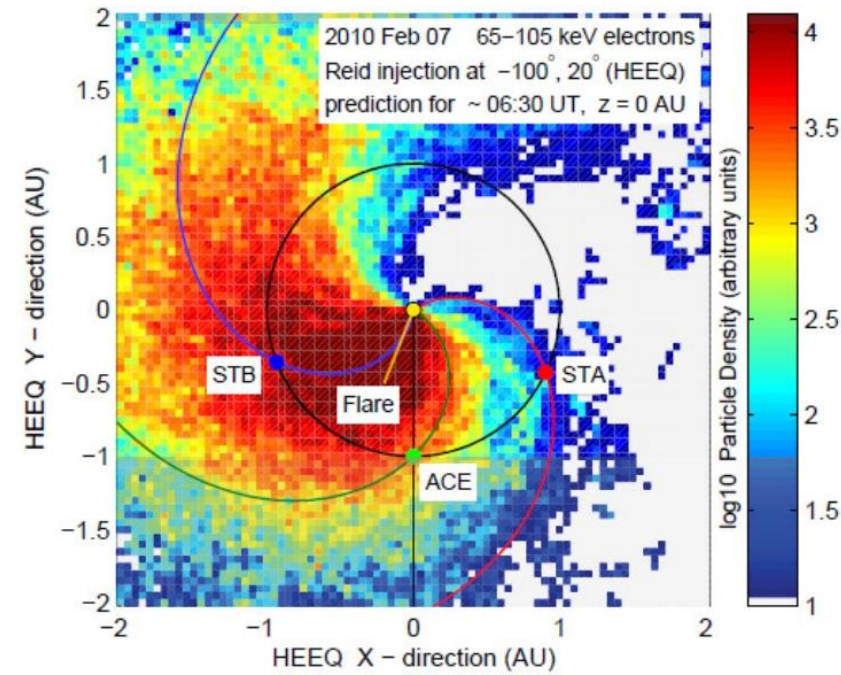 2010 Feb 07 65−105 keV electrons
Reid injection at −100°, 20° (HEEQ)
prediction for ~ 06:30 UT, z = 0 AU
HEEQ Y − direction (AU)
2
1.5
1
0.5
0
−0.5
−1
−1.5
−2
STB
Flare
STA
ACE
−2 −1 0 1 2
HEEQ X − direction (AU)
4
3.5
3
2.5
2
1.5
1
log10 Particle Density (arbitrary units)